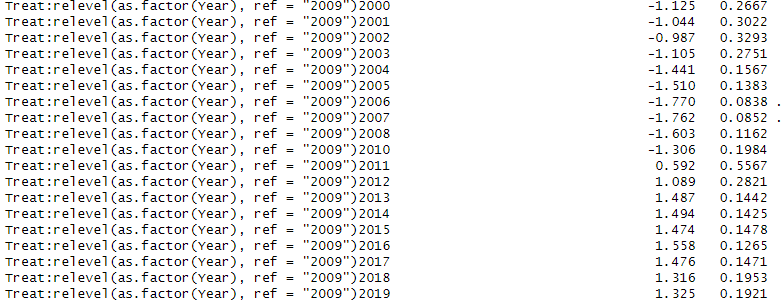 Treat:relevel(as.factor(Year), ref = "2009")2000 -1.125 0.2667
Treat:relevel(as.factor(Year), ref = "2009")2001 -1.044 0.3022
Treat:relevel(as.factor(Year), ref = "2009")2002 -0.987 0.3293
Treat:relevel(as.factor(Year), ref = "2009")2003 -1.105 0.2751
Treat:relevel(as.factor(Year), ref = "2009")2004 -1.441 0.1567
Treat:relevel(as.factor(Year), ref = "2009")2005 -1.510 0.1383
Treat:relevel(as.factor(Year), ref = "2009")2006 -1.770 0.0838 .
Treat:relevel(as.factor(Year), ref = "2009")2007 -1.762 0.0852 .
Treat:relevel(as.factor(Year), ref = "2009")2008 -1.603 0.1162
Treat:relevel(as.factor(Year), ref = "2009")2010 -1.306 0.1984
Treat:relevel(as.factor(Year), ref = "2009")2011 0.592 0.5567
Treat:relevel(as.factor(Year), ref = "2009")2012 1.089 0.2821
Treat:relevel(as.factor(Year), ref = "2009")2013 1.487 0.1442
Treat:relevel(as.factor(Year), ref = "2009")2014 1.494 0.1425
Treat:relevel(as.factor(Year), ref = "2009")2015 1.474 0.1478
Treat:relevel(as.factor(Year), ref = "2009")2016 1.558 0.1265
Treat:relevel(as.factor(Year), ref = "2009")2017 1.476 0.1471
Treat:relevel(as.factor(Year), ref = "2009")2018 1.316 0.1953
Treat:relevel(as.factor(Year), ref = "2009")2019 1.325 0.1921